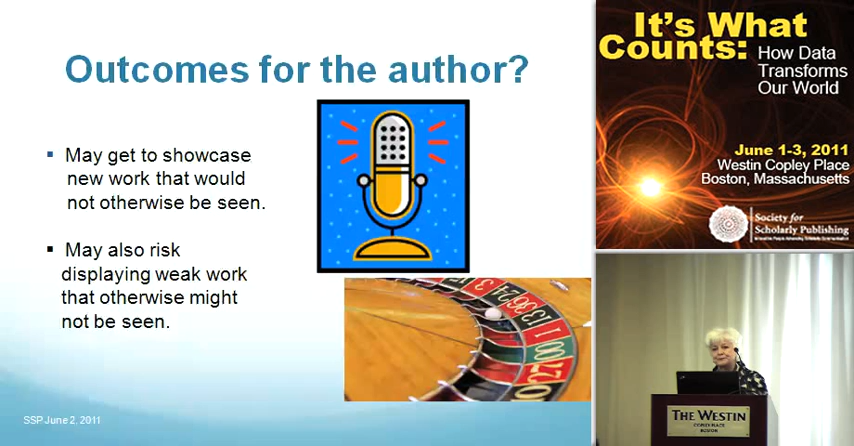 Outcomes for the author?
May get to showcase
new work that would
not otherwise be seen.
May also risk
displaying weak work
that otherwise might
not be seen.
SSP June 2, 2011
It's What
Counts: How Data
Transforms
Our World
June 1-3, 2011
Westin Copley Place
Boston, Massachusetts
Society for
Scholarly Publishing
THE WESTIN
COPLEY PLACE
BOSTON